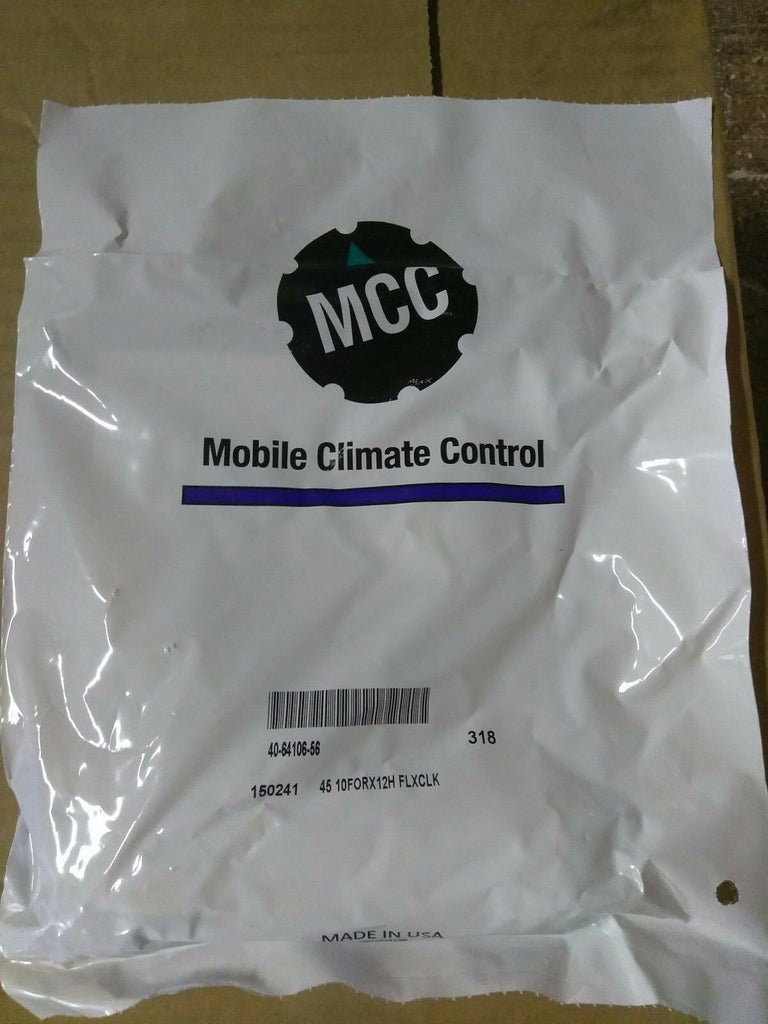 MCC
Mobile Climate Control
40-64106-56
318
150241 45 10FORX12H FLXCLK
MADE IN USA